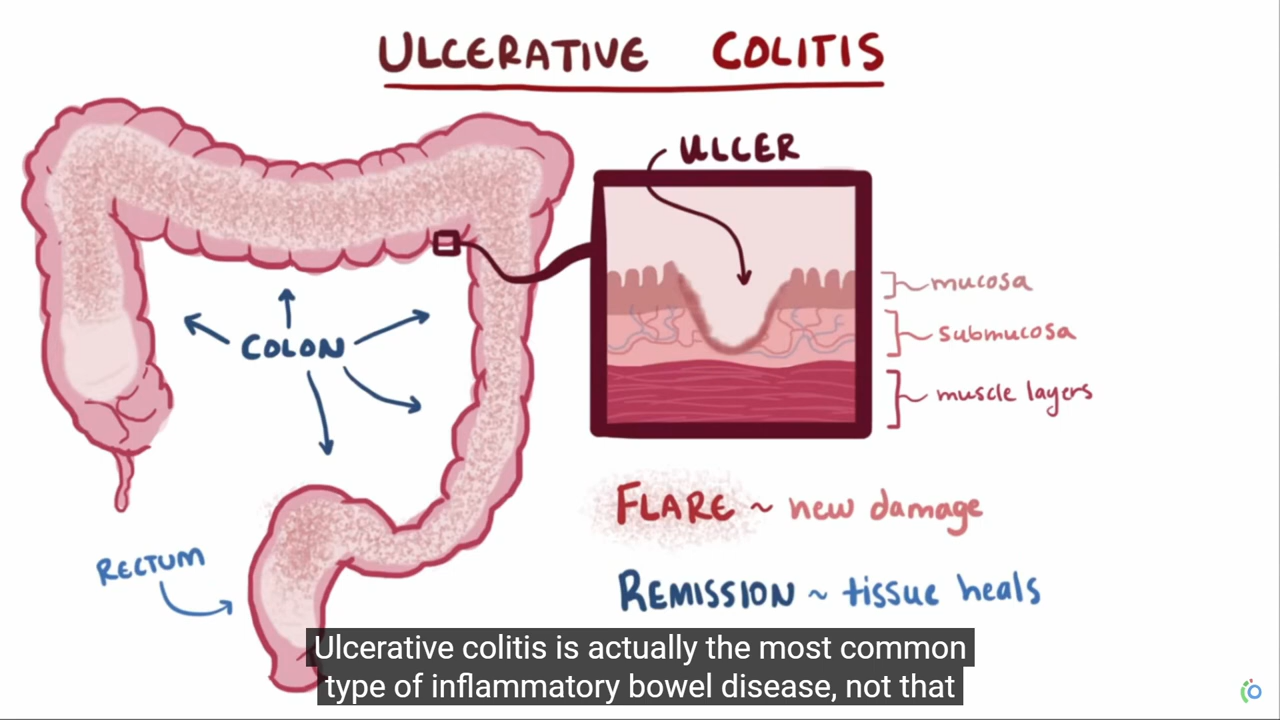 ULCERATIVE COLITIS
ULCER
mucosa
submucosa
muscle layers
COLON
FLARE ~ new damage
RECTUM
REMISSION ~ tissue heals
Ulcerative colitis is actually the most common
type of inflammatory bowel disease, not that